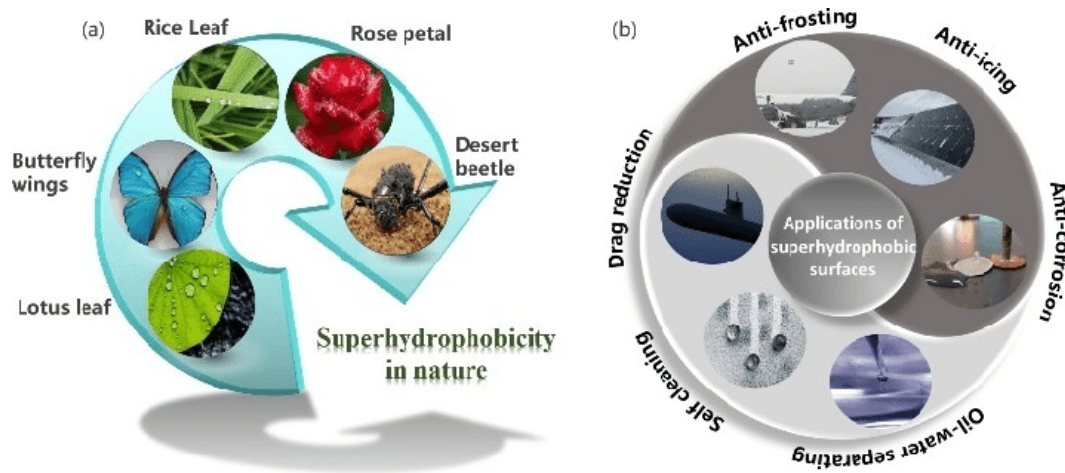 (a)
Rice Leaf
Rose petal
Butterfly
wings
Desert
beetle
Lotus leaf
Superhydrophobicity
in nature
(b)
Anti-frosting
Anti-icing
Drag reduction
Applications of
superhydrophobic
surfaces
Anti-corrosion
Self cleaning
Oil-water separating